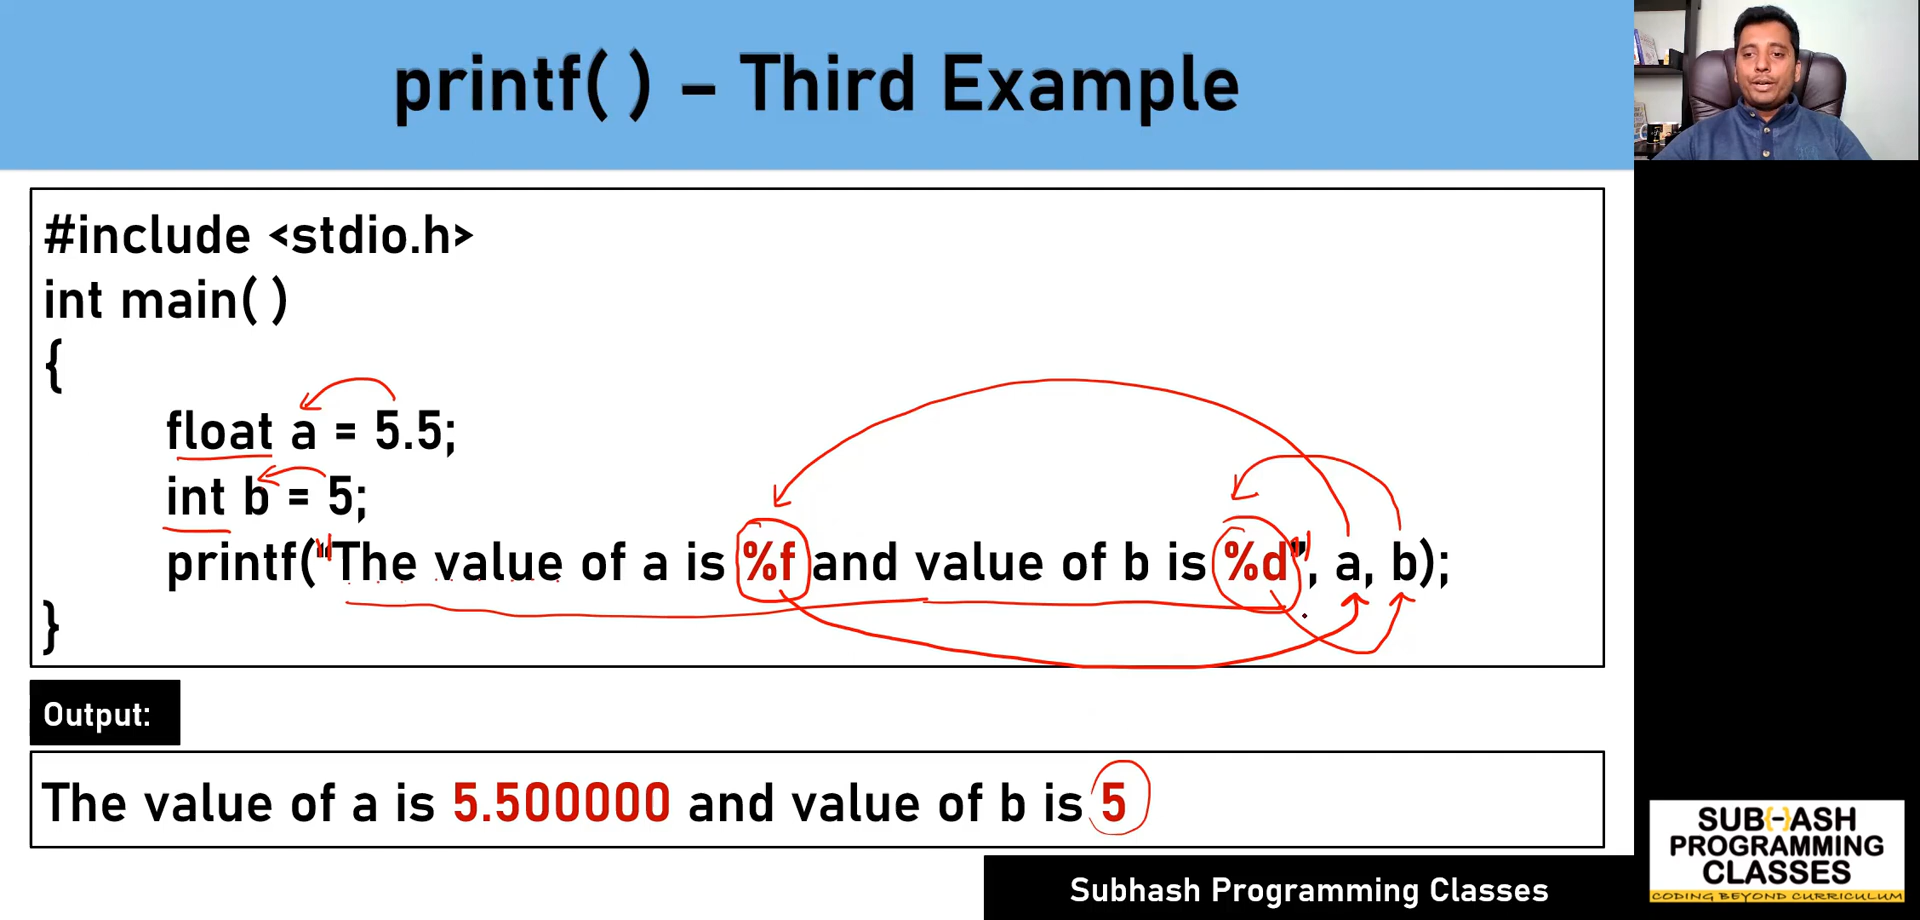 printf( ) – Third Example
#include <stdio.h>
int main( )
{
float a = 5.5;
int b = 5;
printf("The value of a is %f and value of b is %d", a, b);
}
Output:
The value of a is 5.500000 and value of b is 5
Subhash Programming Classes
SUBHASH
PROGRAMMING
CLASSES
CODING BEYOND CURRICULUM